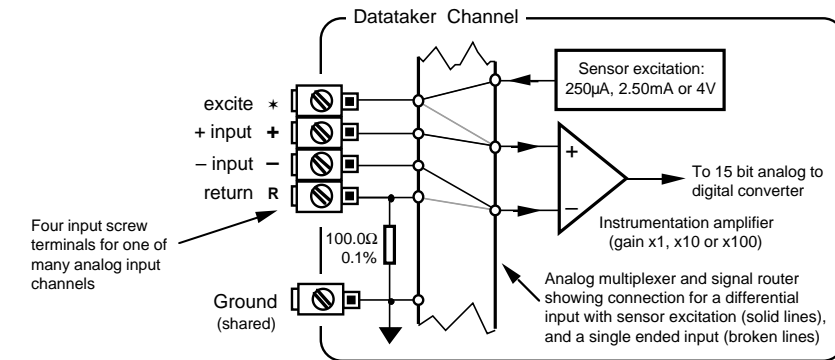 Datataker Channel
Sensor excitation:
250µA, 2.50mA or 4V
excite ∗
+ input +
– input –
return R
+
–
To 15 bit analog to
digital converter
Instrumentation amplifier
(gain x1, x10 or x100)
Four input screw
terminals for one of
many analog input
channels
100.0Ω
0.1%
Ground
(shared)
Analog multiplexer and signal router
showing connection for a differential
input with sensor excitation (solid lines),
and a single ended input (broken lines)